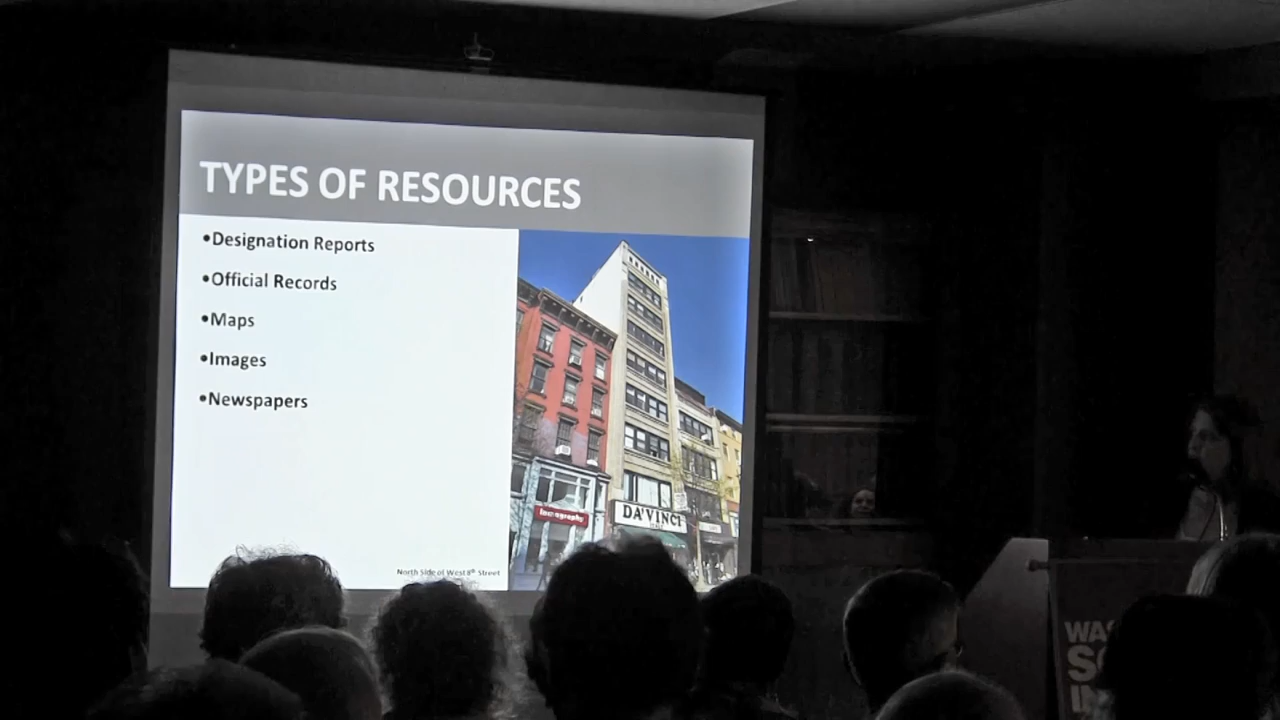 TYPES OF RESOURCES
•Designation Reports
•Official Records
•Maps
•Images
•Newspapers
DA'VINCI
North Side of West 8th Street